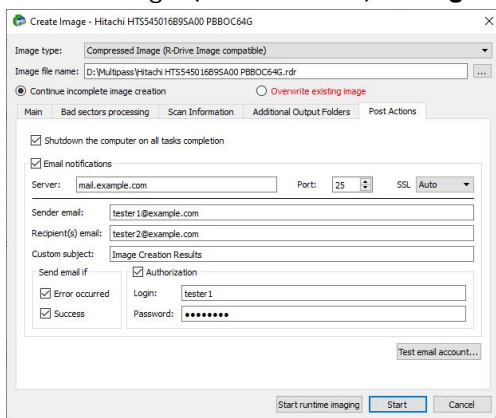 Create Image - Hitachi HTS545016B9SA00 PBBOC64G
Image type: Compressed Image (R-Drive Image compatible)
Image file name: D:\Multipass\Hitachi HTS545016B9SA00 PBBOC64G.rdr ...
Continue incomplete image creation Overwrite existing image
Main Bad sectors processing Scan Information Additional Output Folders Post Actions
Shutdown the computer on all tasks completion
Email notifications
Server: mail.example.com Port: 25 SSL Auto
Sender email: tester1@example.com
Recipient(s) email: tester2@example.com
Custom subject: Image Creation Results
Send email if Authorization
Error occurred Login: tester1
Success Password: ●●●●●●●●
Test email account...
Start runtime imaging Start Cancel